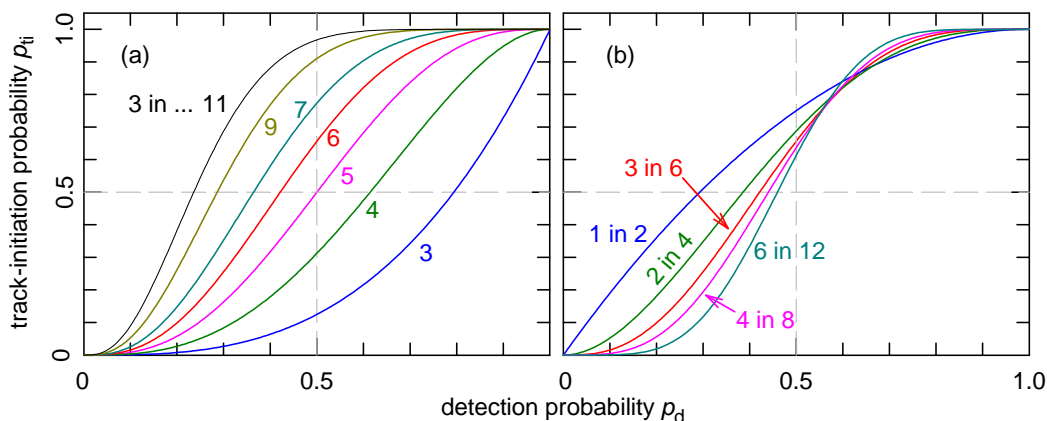 track-initiation probability pti
1.0
0.5
0
(a)
3 in ... 11
9
7
6
5
4
3
0
0.5
(b)
3 in 6
1 in 2
2 in 4
6 in 12
4 in 8
0
0.5
1.0
detection probability pd